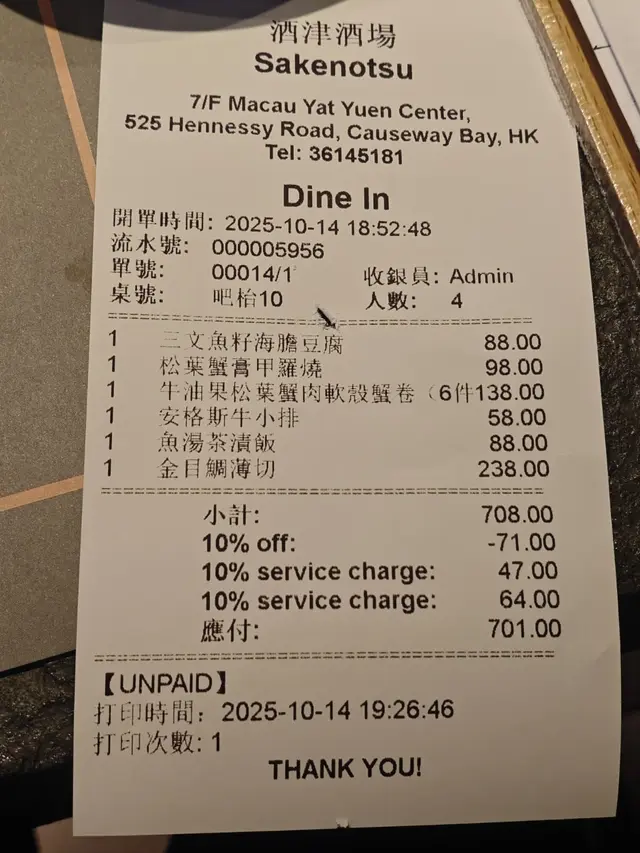 酒津酒場
Sakenotsu
7/F Macau Yat Yuen Center,
525 Hennessy Road, Causeway Bay, HK
Tel: 36145181
Dine In
開單時間: 2025-10-14 18:52:48
流水號: 000005956
單號: 00014/1 收銀員: Admin
桌號: 吧枱10 人數: 4
1 三文魚籽海膽豆腐 88.00
1 松葉蟹膏甲羅燒 98.00
1 牛油果松葉蟹肉軟殼蟹卷（6件138.00
1 安格斯牛小排 58.00
1 魚湯茶漬飯 88.00
1 金目鯛薄切 238.00
小計: 708.00
10% off: -71.00
10% service charge: 47.00
10% service charge: 64.00
應付: 701.00
【UNPAID】
打印時間: 2025-10-14 19:26:46
打印次數: 1
THANK YOU!